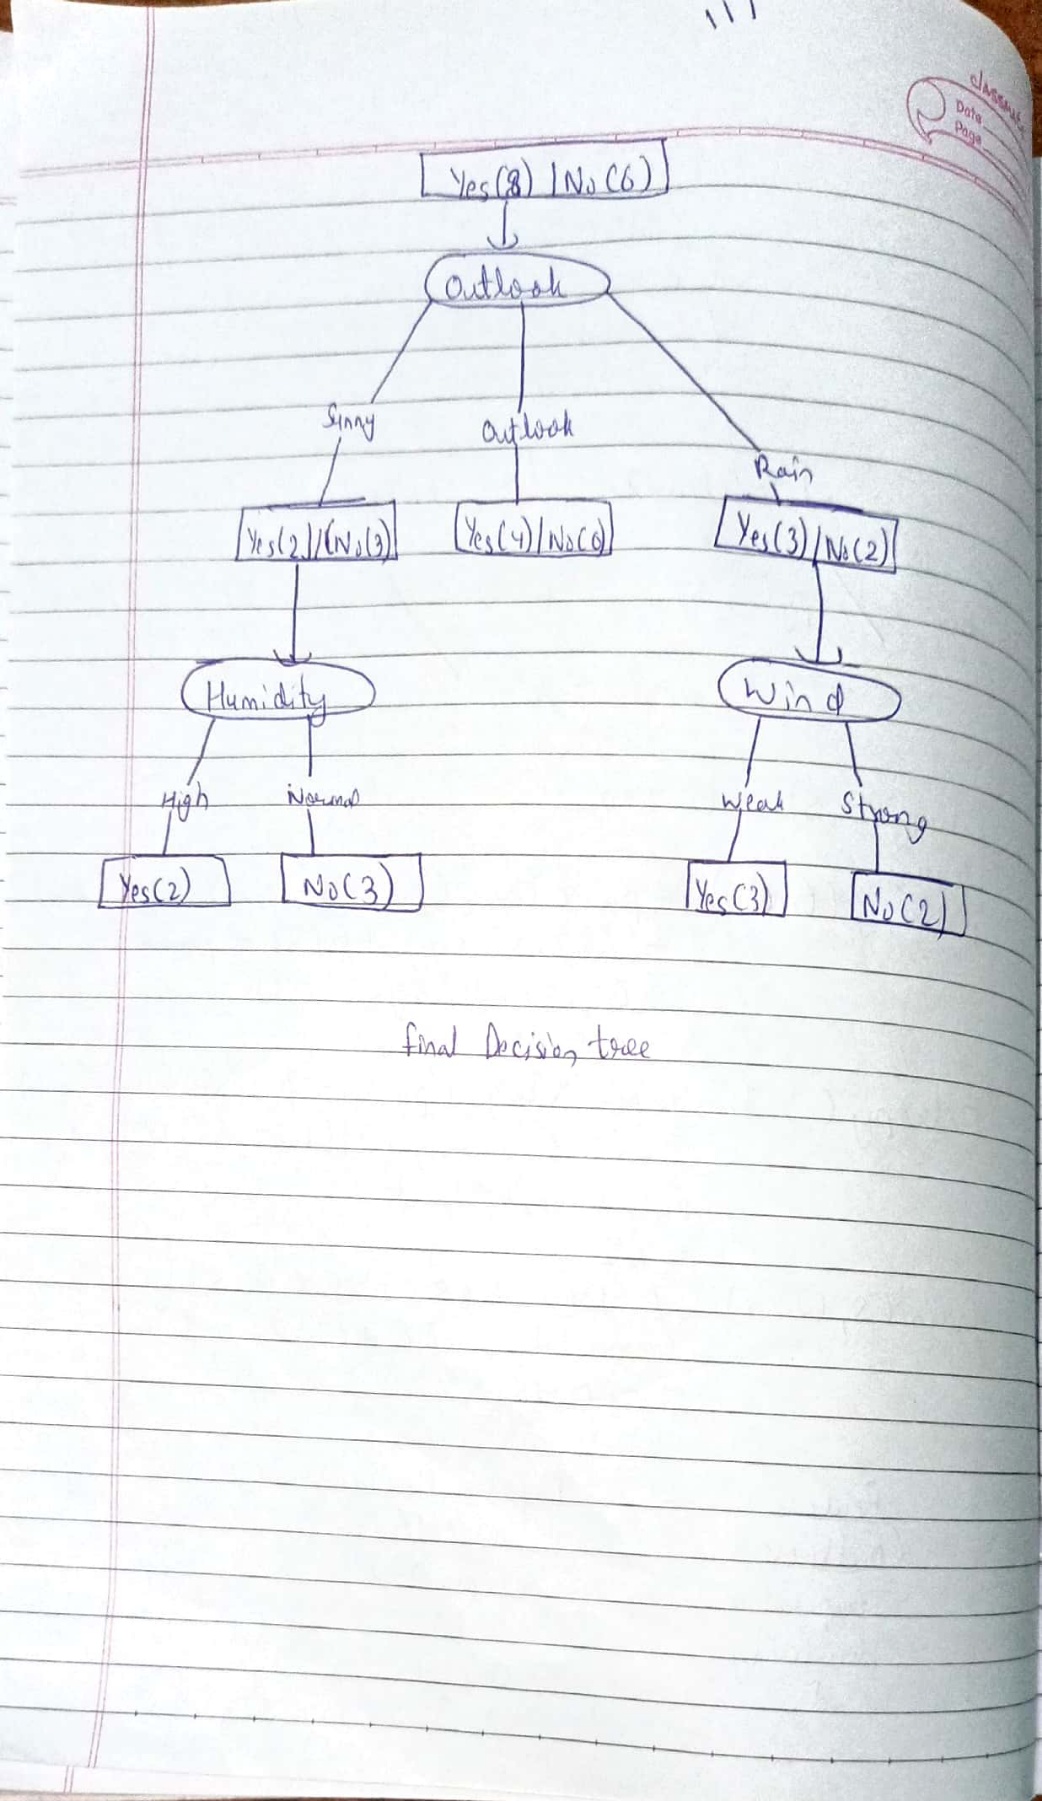 classmate
Date
Page
Yes(8) | No(6)
Outlook
Sunny Outlook Rain
Yes(2) | (No(3) Yes(4) | No(0) Yes(3) | No(2)
Humidity Wind
High Normal Weak Strong
Yes(2) No(3) Yes(3) No(2)
final Decision tree